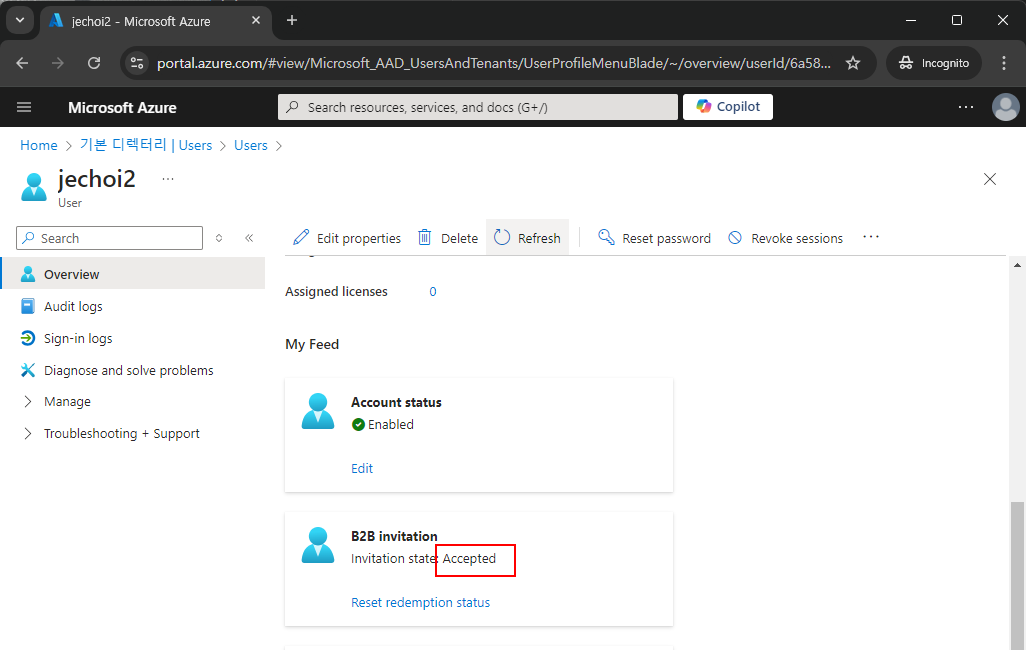 jechoi2 - Microsoft Azure
portal.azure.com/#view/Microsoft_AAD_UsersAndTenants/UserProfileMenuBlade/~/overview/userId/6a58...
Incognito
Microsoft Azure
Search resources, services, and docs (G+/)
Copilot
...
Home > 기본 디렉터리 | Users > Users >
jechoi2 ...
User
Search
Edit properties
Delete
Refresh
Reset password
Revoke sessions
...
Overview
Audit logs
Sign-in logs
Diagnose and solve problems
Manage
Troubleshooting + Support
Assigned licenses 0
My Feed
Account status
Enabled
Edit
B2B invitation
Invitation state: Accepted
Reset redemption status